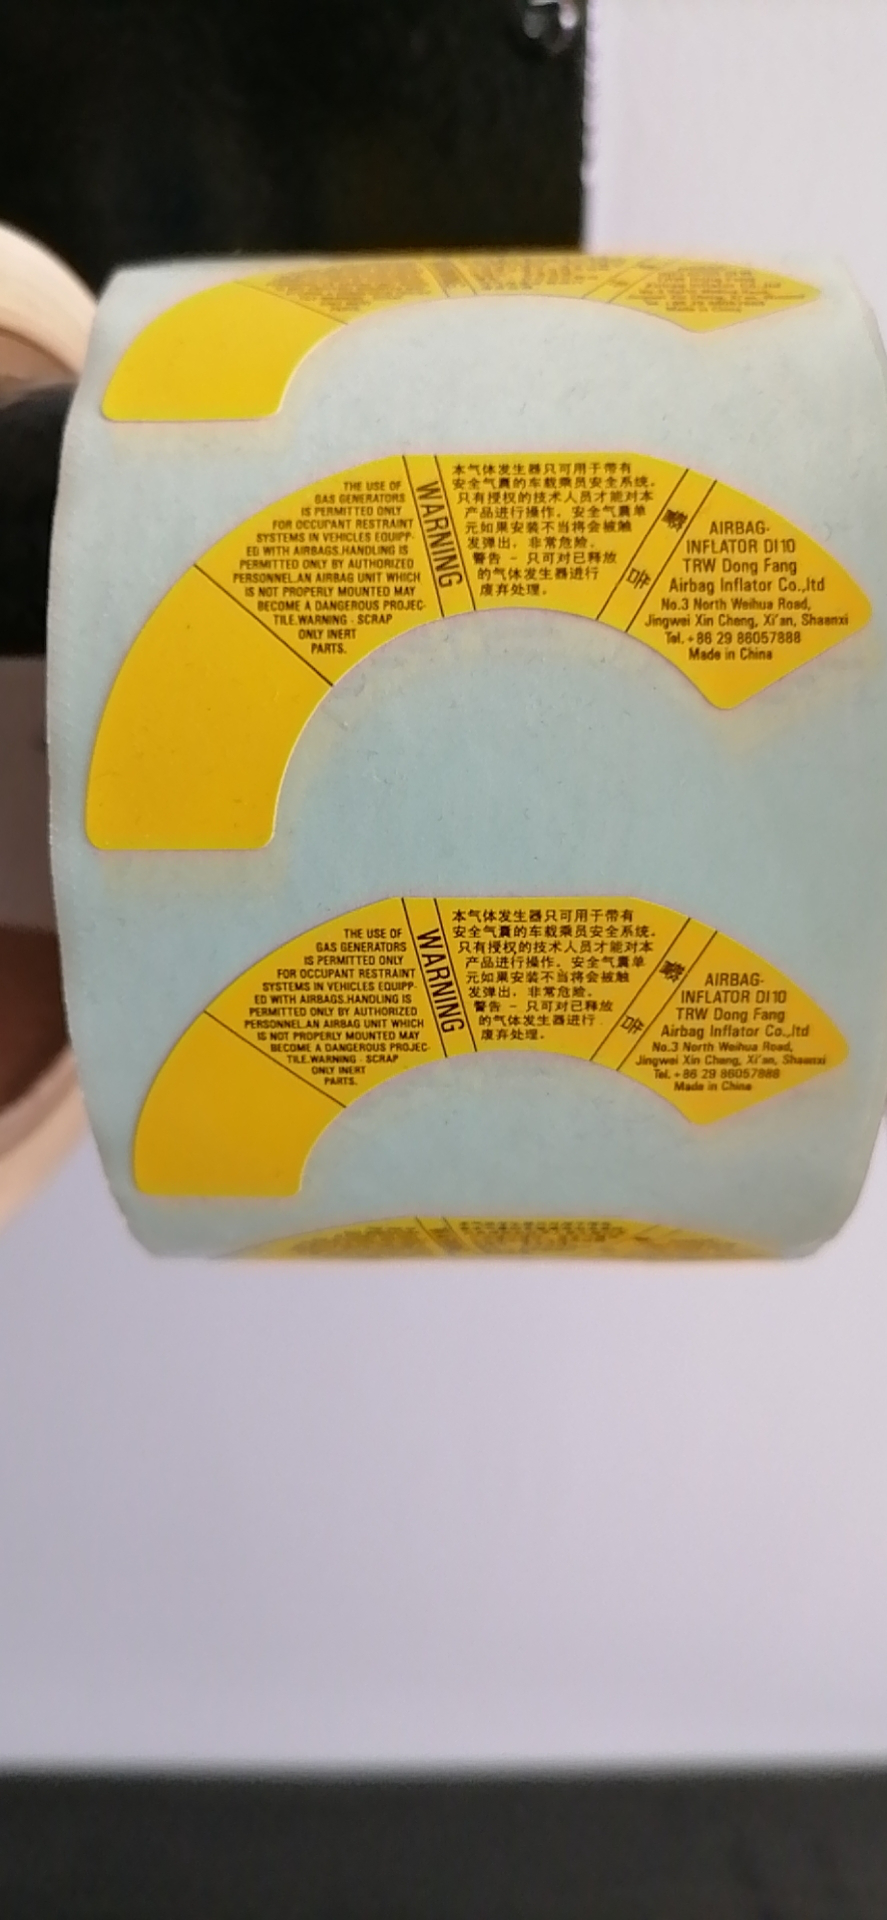 THE USE OF
GAS GENERATORS
IS PERMITTED ONLY
FOR OCCUPANT RESTRAINT
SYSTEMS IN VEHICLES EQUIPP-
ED WITH AIRBAGS.HANDLING IS
PERMITTED ONLY BY AUTHORIZED
PERSONNEL.AN AIRBAG UNIT WHICH
IS NOT PROPERLY MOUNTED MAY
BECOME A DANGEROUS PROJEC-
TILE.WARNING - SCRAP
ONLY INERT
PARTS.
WARNING
本气体发生器只可用于带有
安全气囊的车载乘员安全系统。
只有授权的技术人员才能对本
产品进行操作。安全气囊单
元如果安装不当将会被触
发弹出，非常危险。
警告 - 只可对已释放
的气体发生器进行
废弃处理。
警告
AIRBAG-
INFLATOR DI10
TRW Dong Fang
Airbag Inflator Co.,ltd
No.3 North Weihua Road,
Jingwei Xin Cheng, Xi'an, Shaanxi
Tel.+86 29 86057888
Made in China
THE USE OF
GAS GENERATORS
IS PERMITTED ONLY
FOR OCCUPANT RESTRAINT
SYSTEMS IN VEHICLES EQUIPP-
ED WITH AIRBAGS.HANDLING IS
PERMITTED ONLY BY AUTHORIZED
PERSONNEL.AN AIRBAG UNIT WHICH
IS NOT PROPERLY MOUNTED MAY
BECOME A DANGEROUS PROJEC-
TILE.WARNING - SCRAP
ONLY INERT
PARTS.
WARNING
本气体发生器只可用于带有
安全气囊的车载乘员安全系统。
只有授权的技术人员才能对本
产品进行操作。安全气囊单
元如果安装不当将会被触
发弹出，非常危险。
警告 - 只可对已释放
的气体发生器进行
废弃处理。
警告
AIRBAG-
INFLATOR DI10
TRW Dong Fang
Airbag Inflator Co.,ltd
No.3 North Weihua Road,
Jingwei Xin Cheng, Xi'an, Shaanxi
Tel.+86 29 86057888
Made in China